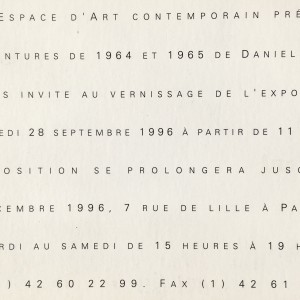 Espace d'Art contemporain pré
intures de 1964 et 1965 de Daniel
s invite au vernissage de l'expo
edi 28 septembre 1996 à partir de 11
position se prolongera jusq
cembre 1996, 7 rue de Lille à Pa
rdi au samedi de 15 heures à 19 h
) 42 60 22 99. Fax (1) 42 61